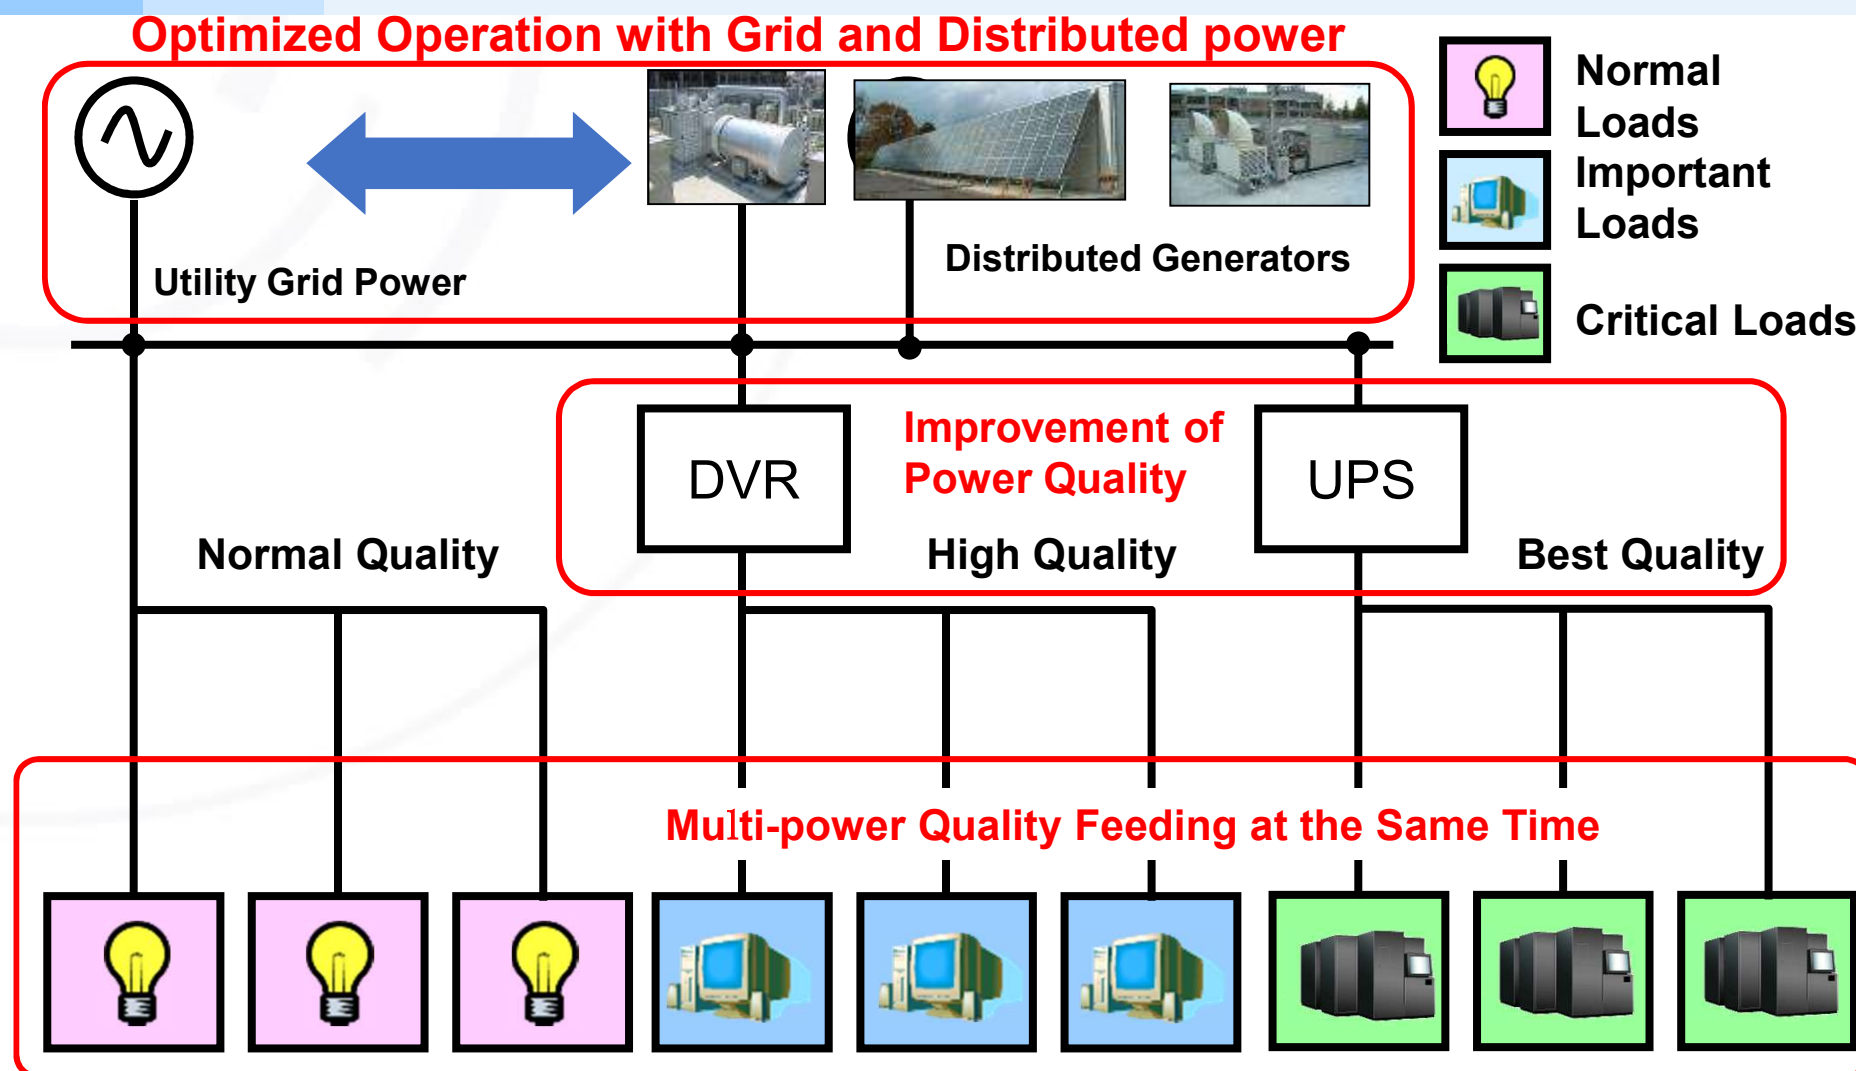 Optimized Operation with Grid and Distributed power
Normal
Loads
Important
Loads
Critical Loads
Utility Grid Power
Distributed Generators
DVR
Improvement of
Power Quality
UPS
Normal Quality
High Quality
Best Quality
Multi-power Quality Feeding at the Same Time